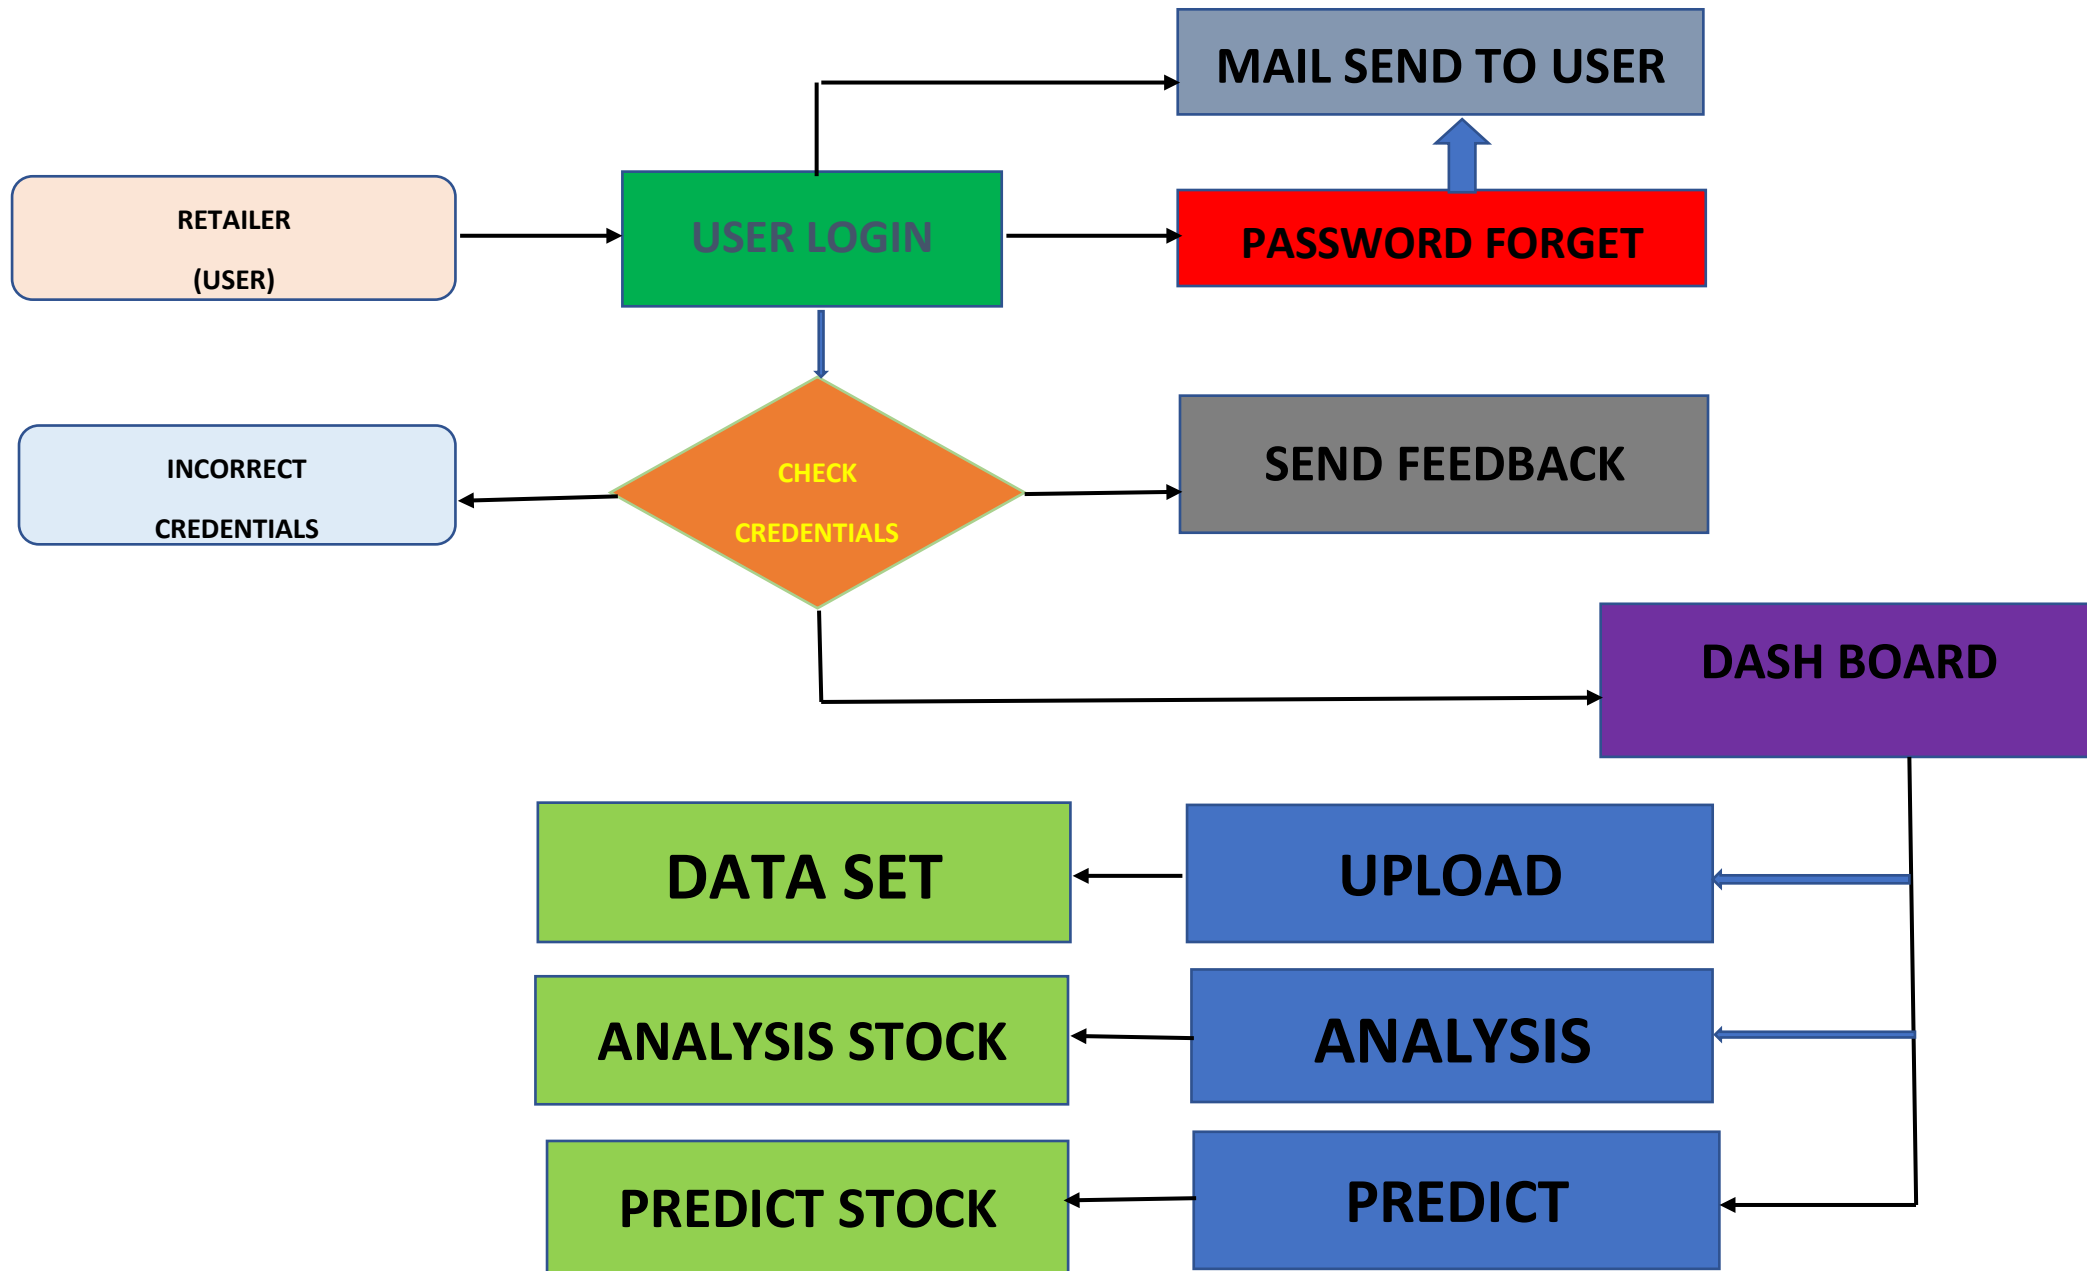 MAIL SEND TO USER
RETAILER
(USER)
USER LOGIN
PASSWORD FORGET
INCORRECT
CREDENTIALS
CHECK
CREDENTIALS
SEND FEEDBACK
DASH BOARD
DATA SET
UPLOAD
ANALYSIS STOCK
ANALYSIS
PREDICT STOCK
PREDICT